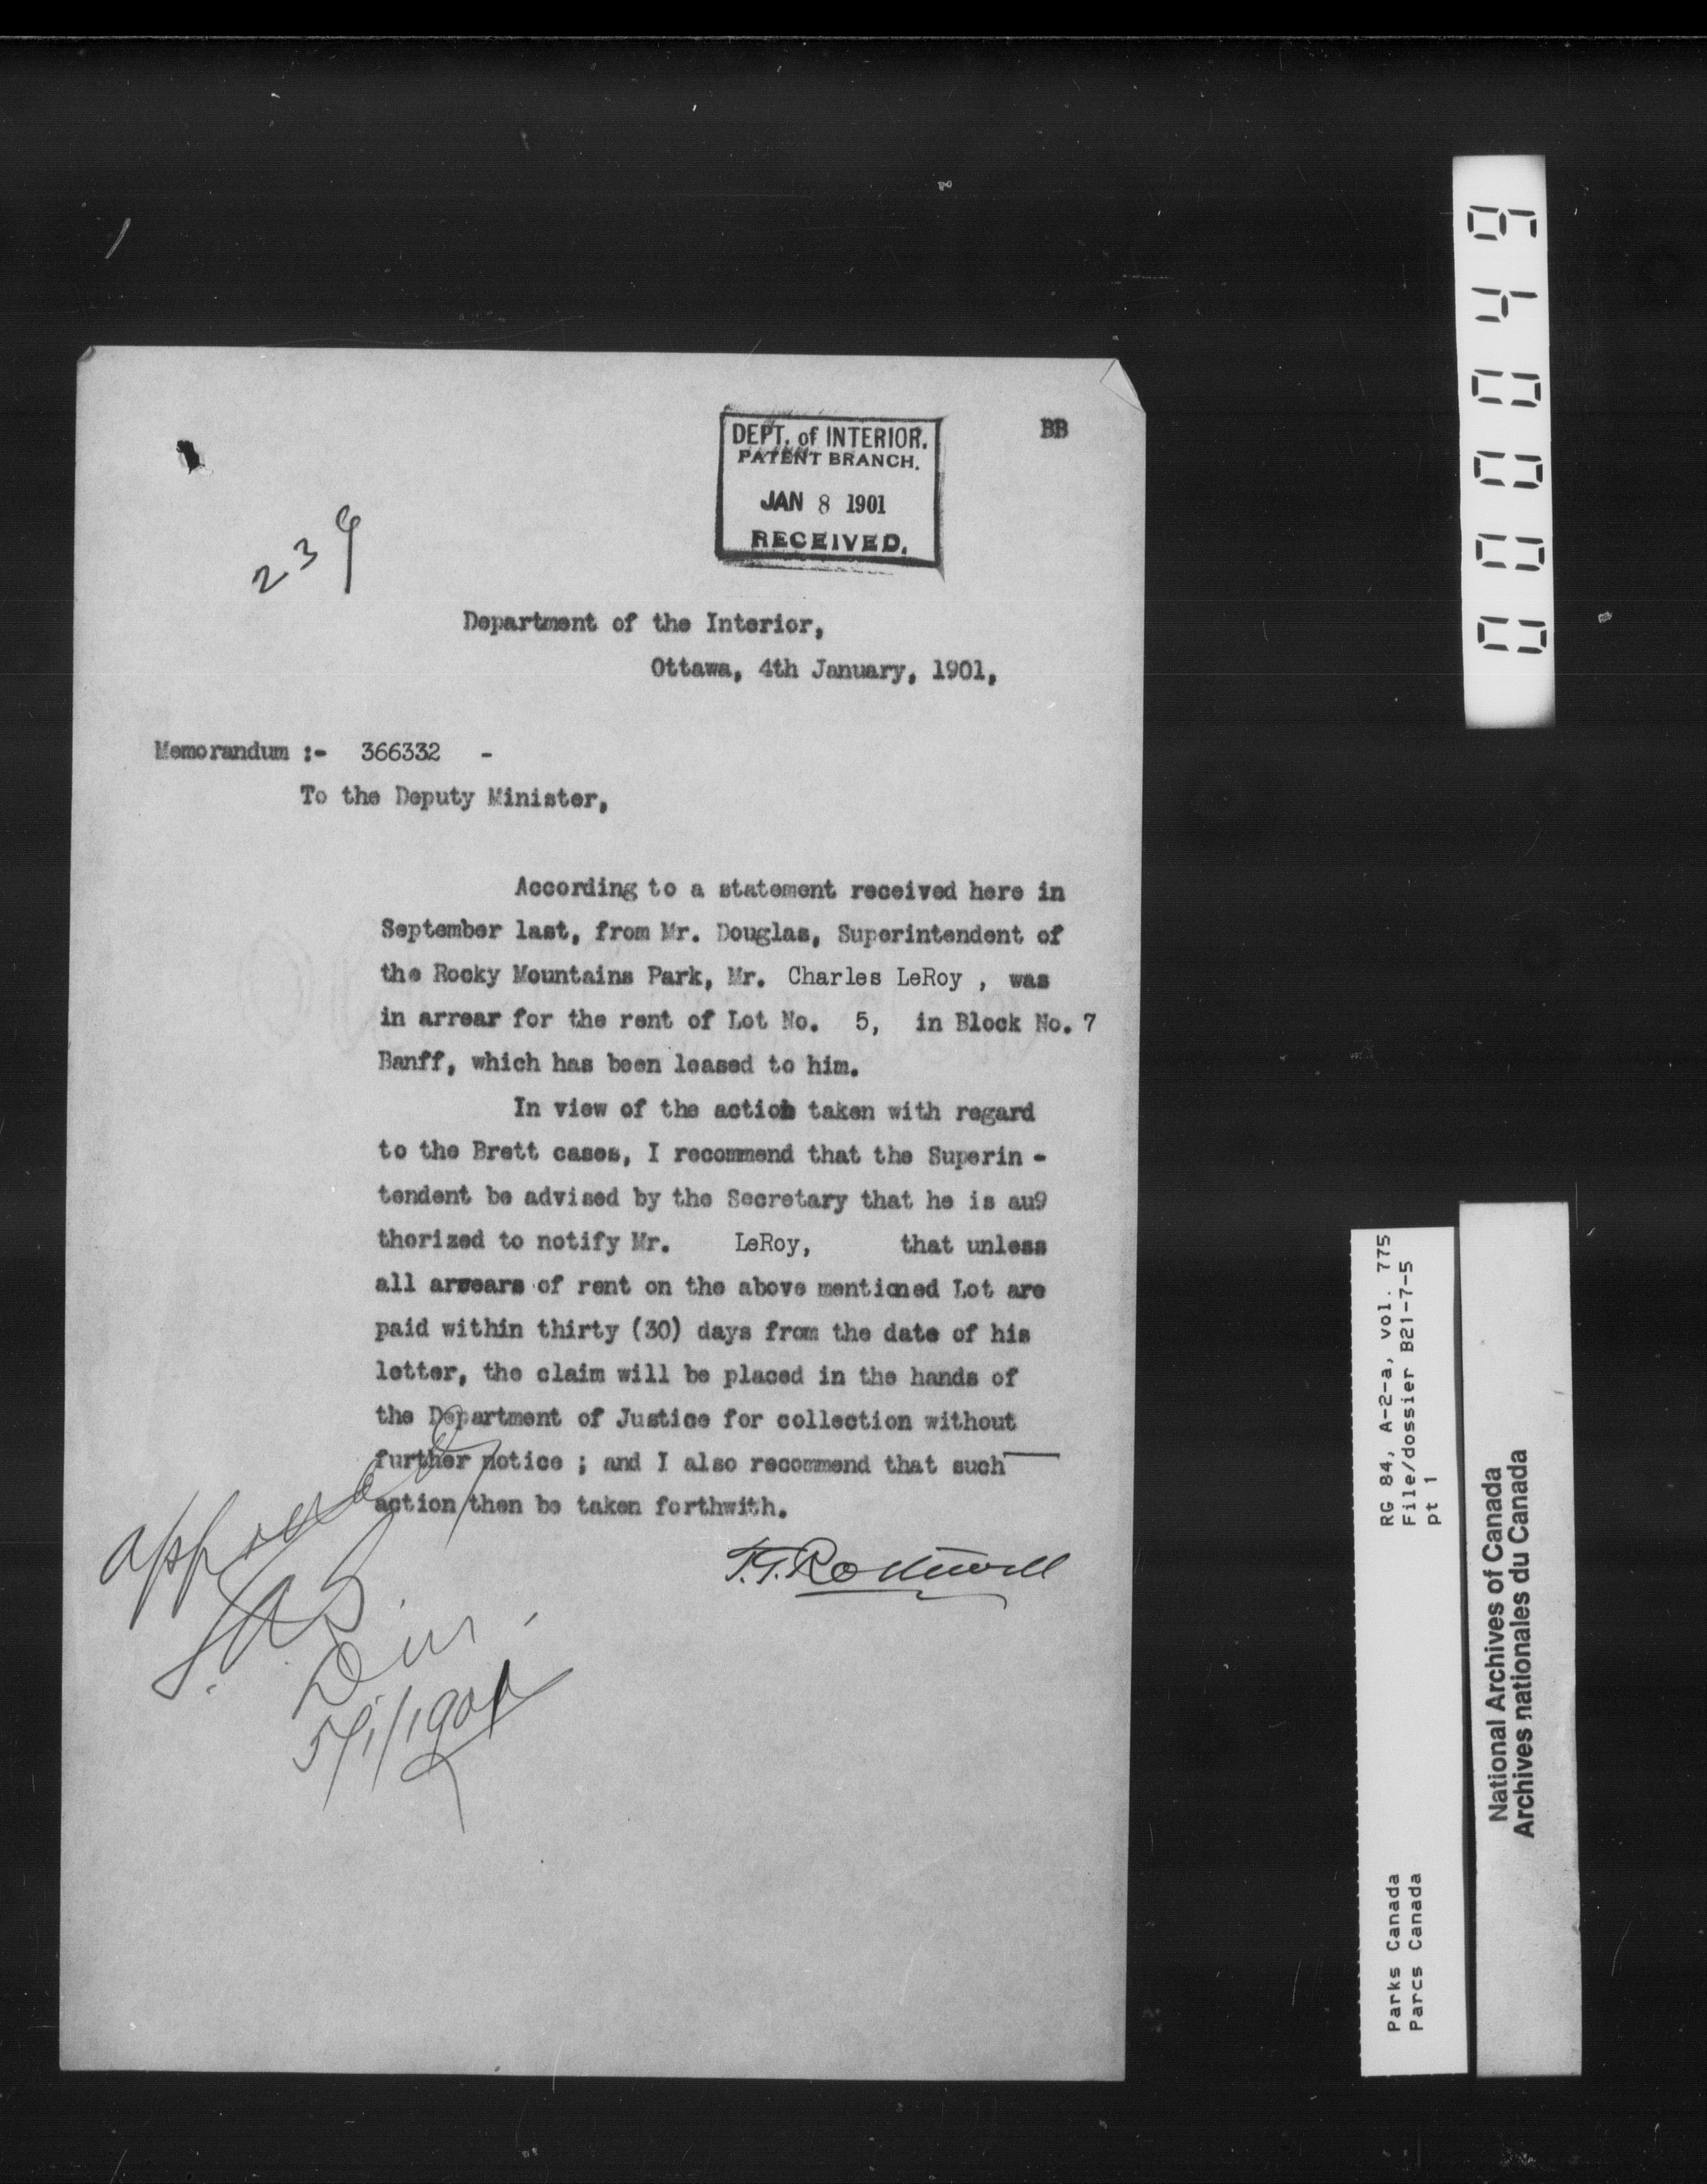 DEPT. of INTERIOR.
PATENT BRANCH.
JAN 8 1901
RECEIVED.
BB
239
Department of the Interior,
Ottawa, 4th January, 1901,
Memorandum :- 366332 -
To the Deputy Minister,
According to a statement received here in
September last, from Mr. Douglas, Superintendent of
the Rocky Mountains Park, Mr. Charles LeRoy , was
in arrear for the rent of Lot No. 5, in Block No. 7
Banff, which has been leased to him.
In view of the action taken with regard
to the Brett cases, I recommend that the Superin -
tendent be advised by the Secretary that he is au9
thorized to notify Mr. LeRoy, that unless
all arrears of rent on the above mentioned Lot are
paid within thirty (30) days from the date of his
letter, the claim will be placed in the hands of
the Department of Justice for collection without
further notice ; and I also recommend that such
action then be taken forthwith.
T.G. Rothwell
approved
J.A.S.
5/1/1901
000049
RG 84, A-2-a, vol. 775
File/dossier B21-7-5
pt 1
Parks Canada
Parcs Canada
National Archives of Canada
Archives nationales du Canada